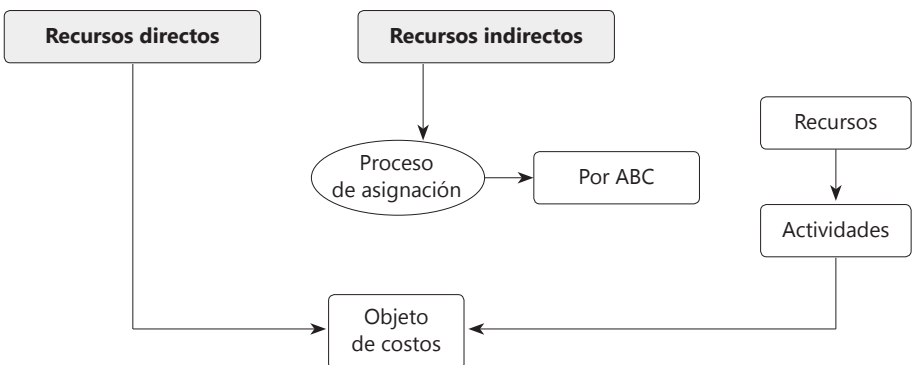 Recursos directos
Recursos indirectos
Recursos
Proceso
de asignación
Por ABC
Actividades
Objeto
de costos